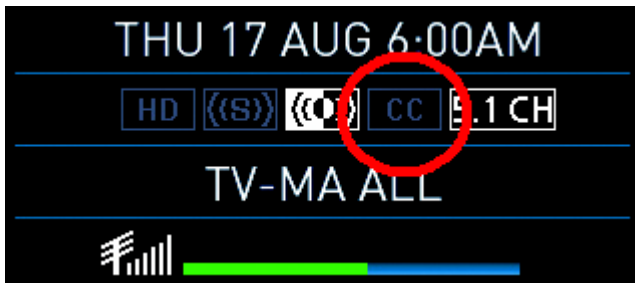 THU 17 AUG 6:00AM
HD ((S)) CC 5.1 CH
TV-MA ALL